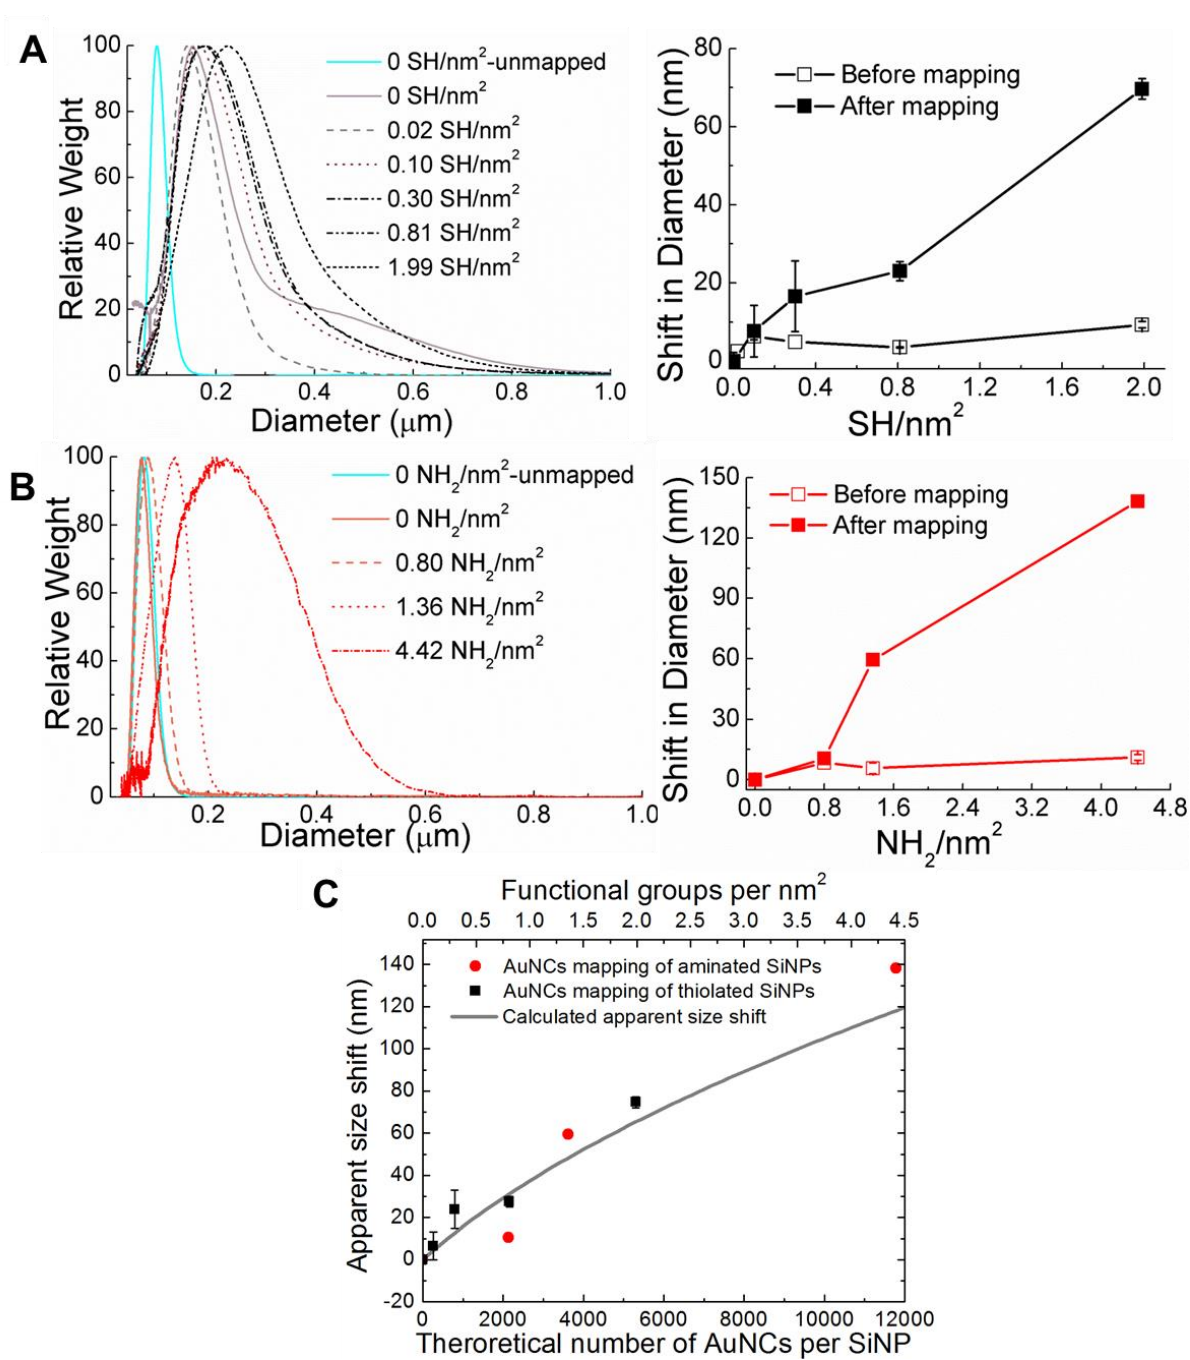 A
Relative Weight
100
80
60
40
20
0
0.2
0.4
0.6
0.8
1.0
Diameter (μm)
0 SH/nm²-unmapped
0 SH/nm²
0.02 SH/nm²
0.10 SH/nm²
0.30 SH/nm²
0.81 SH/nm²
1.99 SH/nm²
Shift in Diameter (nm)
80
60
40
20
0
0.0
0.4
0.8
1.2
1.6
2.0
SH/nm²
Before mapping
After mapping
B
Relative Weight
100
80
60
40
20
0
0.2
0.4
0.6
0.8
1.0
Diameter (μm)
0 NH₂/nm²-unmapped
0 NH₂/nm²
0.80 NH₂/nm²
1.36 NH₂/nm²
4.42 NH₂/nm²
Shift in Diameter (nm)
150
120
90
60
30
0
0.0
0.8
1.6
2.4
3.2
4.0
4.8
NH₂/nm²
Before mapping
After mapping
C
Functional groups per nm²
0.0 0.5 1.0 1.5 2.0 2.5 3.0 3.5 4.0 4.5
AuNCs mapping of aminated SiNPs
AuNCs mapping of thiolated SiNPs
Calculated apparent size shift
Apparent size shift (nm)
140
120
100
80
60
40
20
0
-20
0 2000 4000 6000 8000 10000 12000
Theroretical number of AuNCs per SiNP